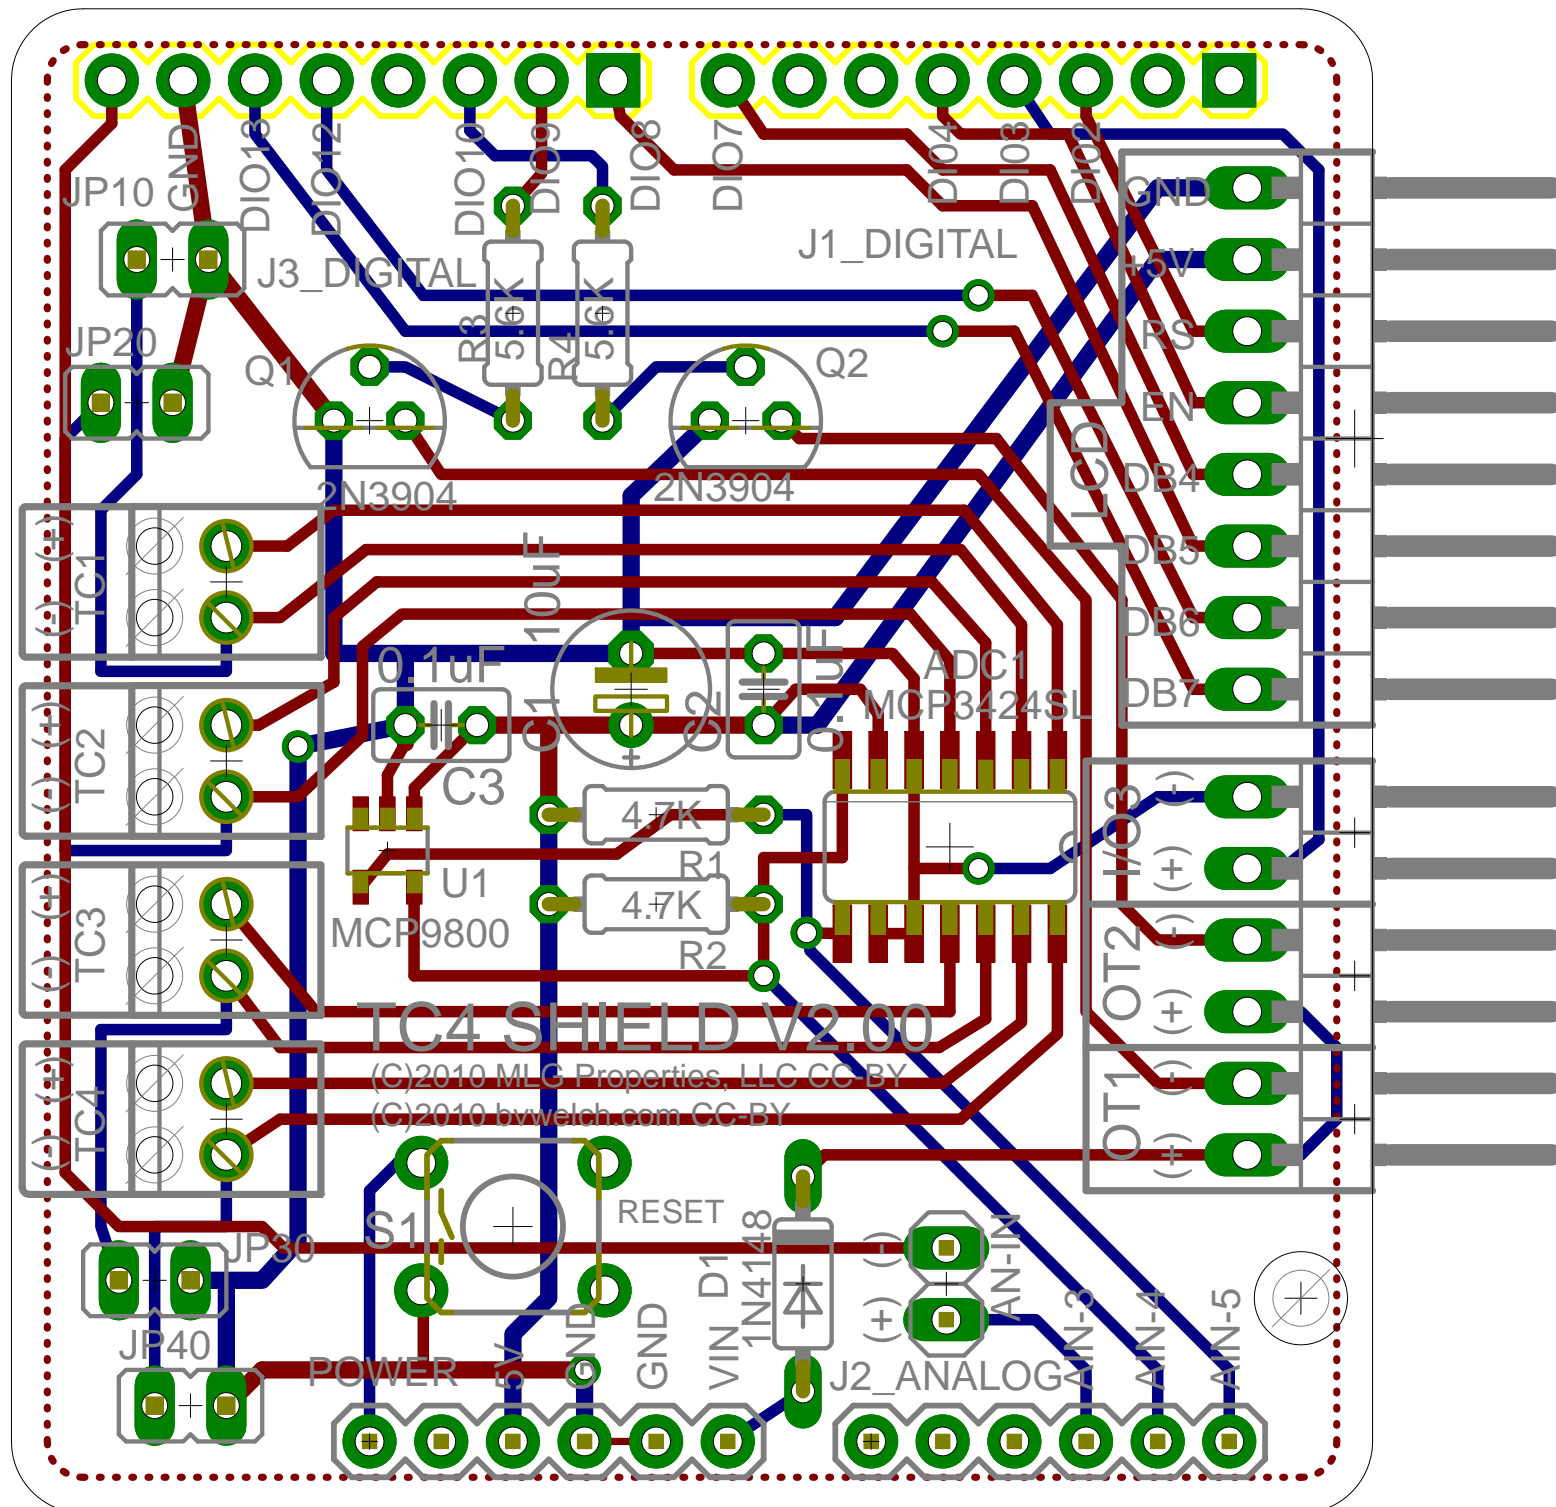 GND
DIO13
DIO12
DIO10
DIO9
DIO8
DIO7
DIO4
DIO3
DIO2
JP10
J3_DIGITAL
J1_DIGITAL
GND
+5V
RS
EN
DB4
DB5
DB6
DB7
LCD
JP20
Q1
R3
5.6K
R4
5.6K
Q2
2N3904
2N3904
(+)
(-)
TC1
10uF
C1
+
0.1uF
C3
C2
0.1uF
ADC1
MCP3424SL
(+)
(-)
TC2
4.7K
R1
U1
MCP9800
4.7K
R2
(-)
(+)
I/O3
(+)
(-)
TC3
(-)
(+)
OT2
TC4 SHIELD V2.00
(C)2010 MLG Properties, LLC CC-BY
(C)2010 bvwelch.com CC-BY
(+)
(-)
TC4
(-)
(+)
OT1
S1
RESET
D1
1N4148
(-)
(+)
AN-IN
JP30
JP40
POWER
5V
GND
GND
VIN
J2_ANALOG
AIN-3
AIN-4
AIN-5